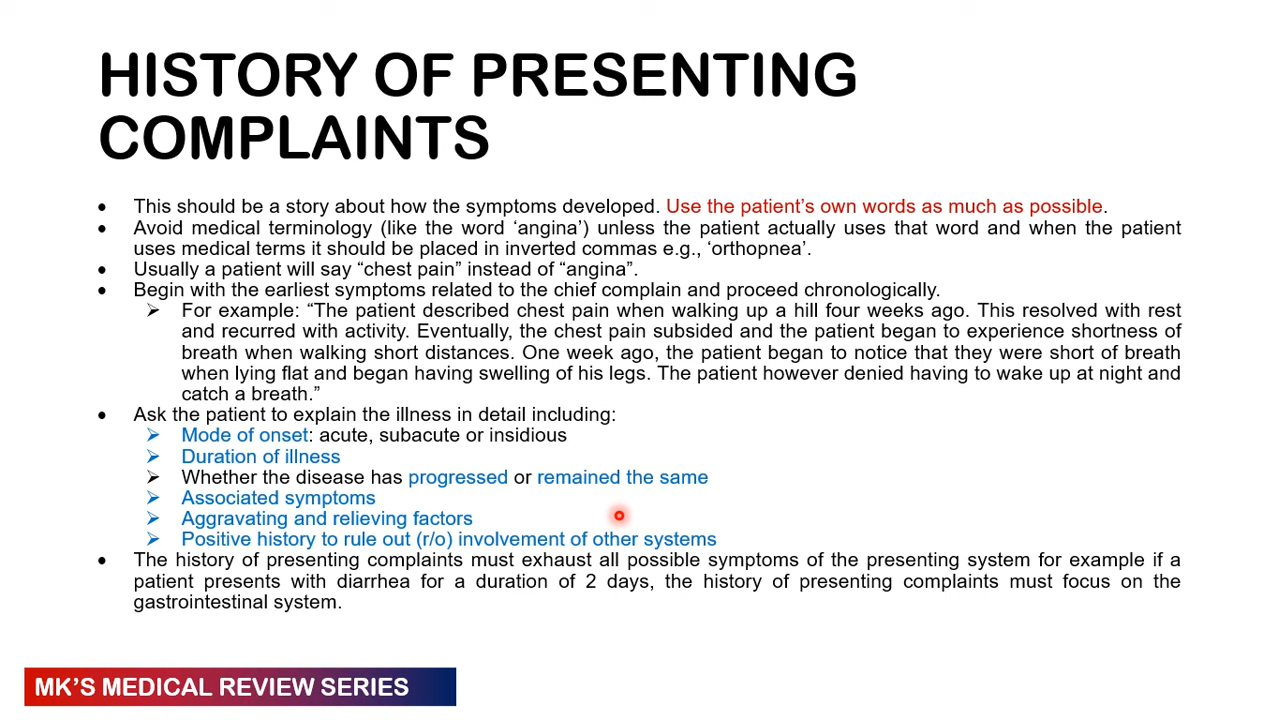 HISTORY OF PRESENTING
COMPLAINTS
• This should be a story about how the symptoms developed. Use the patient’s own words as much as possible.
• Avoid medical terminology (like the word ‘angina’) unless the patient actually uses that word and when the patient
uses medical terms it should be placed in inverted commas e.g., ‘orthopnea’.
• Usually a patient will say “chest pain” instead of “angina”.
• Begin with the earliest symptoms related to the chief complain and proceed chronologically.
➢ For example: “The patient described chest pain when walking up a hill four weeks ago. This resolved with rest
and recurred with activity. Eventually, the chest pain subsided and the patient began to experience shortness of
breath when walking short distances. One week ago, the patient began to notice that they were short of breath
when lying flat and began having swelling of his legs. The patient however denied having to wake up at night and
catch a breath.”
• Ask the patient to explain the illness in detail including:
➢ Mode of onset: acute, subacute or insidious
➢ Duration of illness
➢ Whether the disease has progressed or remained the same
➢ Associated symptoms
➢ Aggravating and relieving factors
➢ Positive history to rule out (r/o) involvement of other systems
• The history of presenting complaints must exhaust all possible symptoms of the presenting system for example if a
patient presents with diarrhea for a duration of 2 days, the history of presenting complaints must focus on the
gastrointestinal system.
MK’S MEDICAL REVIEW SERIES